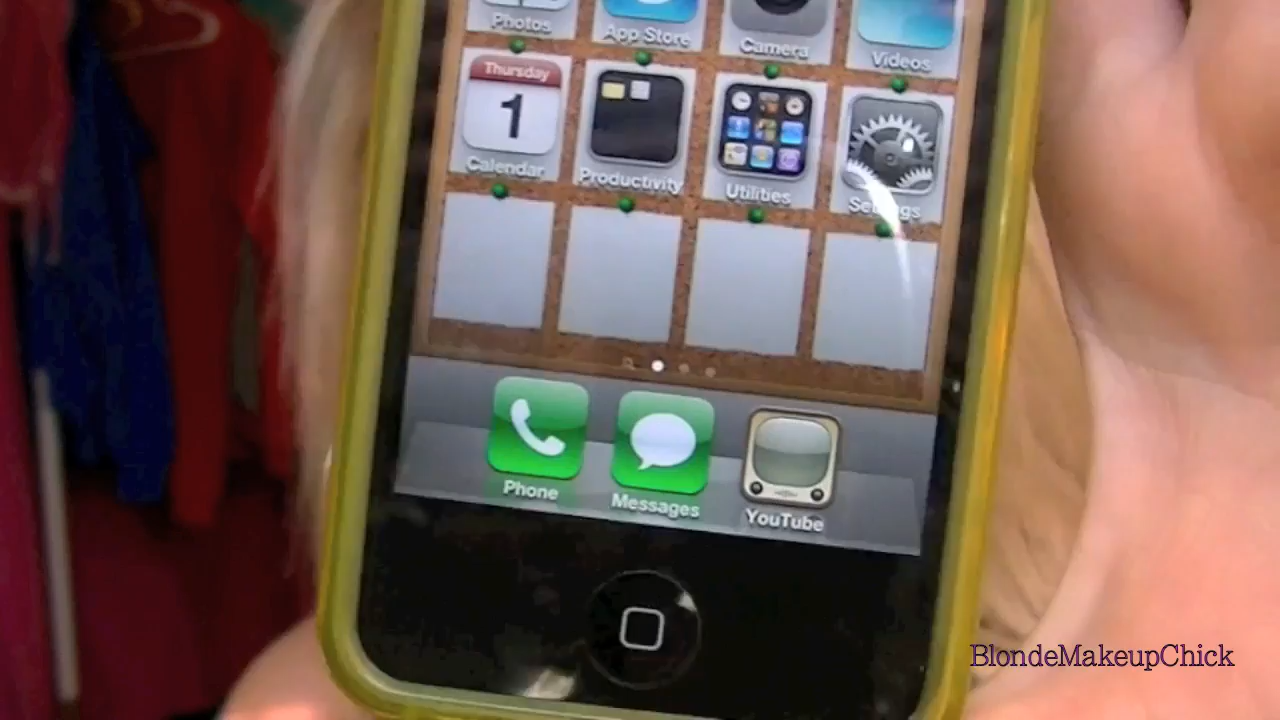 Photos App Store Camera Videos
Thursday
1
Calendar Productivity Utilities Settings
Phone Messages YouTube
BlondeMakeupChick